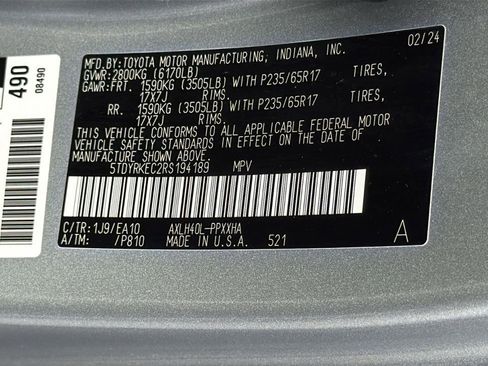 490
08490
MFD.BY:TOYOTA MOTOR MANUFACTURING, INDIANA, INC. 02/24
GVWR:2800KG (6170LB)
GAWR:FRT. 1590KG (3505LB) WITH P235/65R17 TIRES,
17X7J RIMS.
RR. 1590KG (3505LB) WITH P235/65R17 TIRES,
17X7J RIMS.
THIS VEHICLE CONFORMS TO ALL APPLICABLE FEDERAL MOTOR
VEHICLE SAFETY STANDARDS IN EFFECT ON THE DATE OF
MANUFACTURE SHOWN ABOVE.
5TDYRKEC2RS194189 MPV
C/TR:1J9/EA10 AXLH40L-PPXXHA
A/TM: /P810 MADE IN U.S.A. 521 A